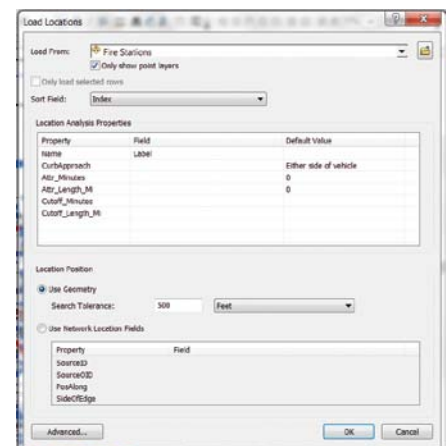 Load Locations
Load From: Fire Stations
Only show point layers
Only load selected rows
Sort Field: Index
Location Analysis Properties
Property Field Default Value
Name Label
CurbApproach Either side of vehicle
Attr_Minutes 0
Attr_Length_Mi 0
Cutoff_Minutes
Cutoff_Length_Mi
Location Position
Use Geometry
Search Tolerance: 500 Feet
Use Network Location Fields
Property Field
SourceID
SourceOID
PosAlong
SideOfEdge
Advanced... OK Cancel